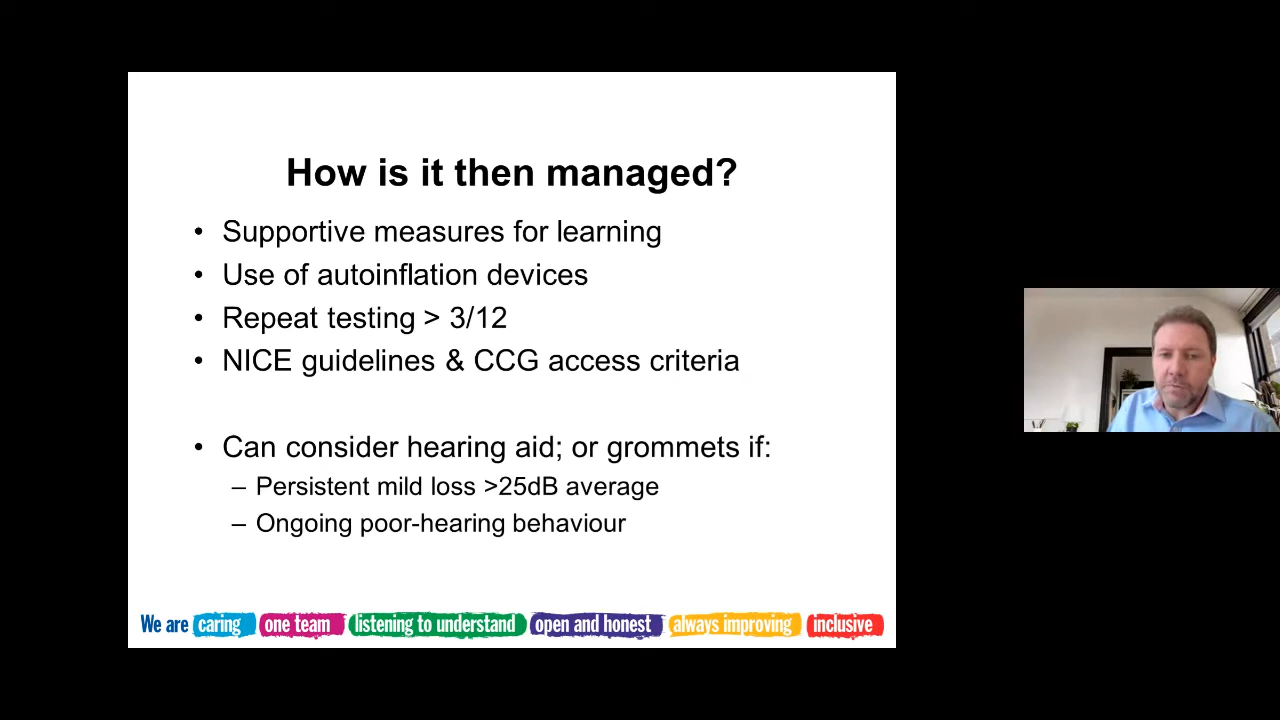 How is it then managed?
• Supportive measures for learning
• Use of autoinflation devices
• Repeat testing > 3/12
• NICE guidelines & CCG access criteria
• Can consider hearing aid; or grommets if:
– Persistent mild loss >25dB average
– Ongoing poor-hearing behaviour
We are caring one team listening to understand open and honest always improving inclusive